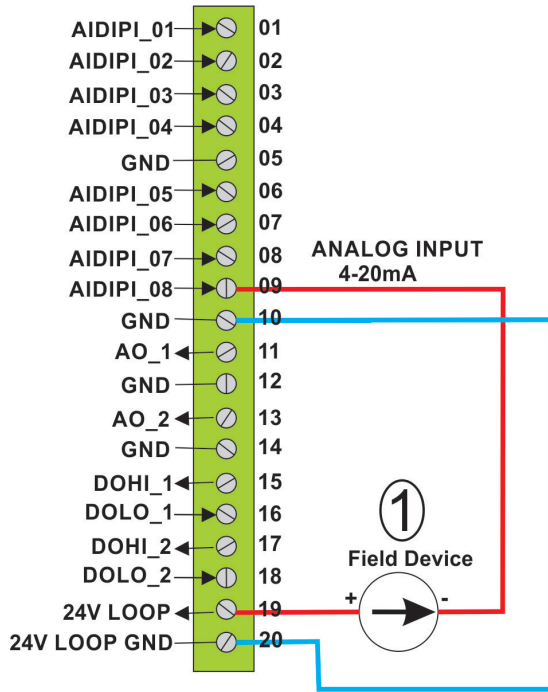 AIDIPI_01 01
AIDIPI_02 02
AIDIPI_03 03
AIDIPI_04 04
GND 05
AIDIPI_05 06
AIDIPI_06 07
AIDIPI_07 08
ANALOG INPUT
4-20mA
AIDIPI_08 09
GND 10
AO_1 11
GND 12
AO_2 13
GND 14
DOHI_1 15
DOLO_1 16
DOHI_2 17
DOLO_2 18
1
Field Device
+ -
24V LOOP 19
24V LOOP GND 20